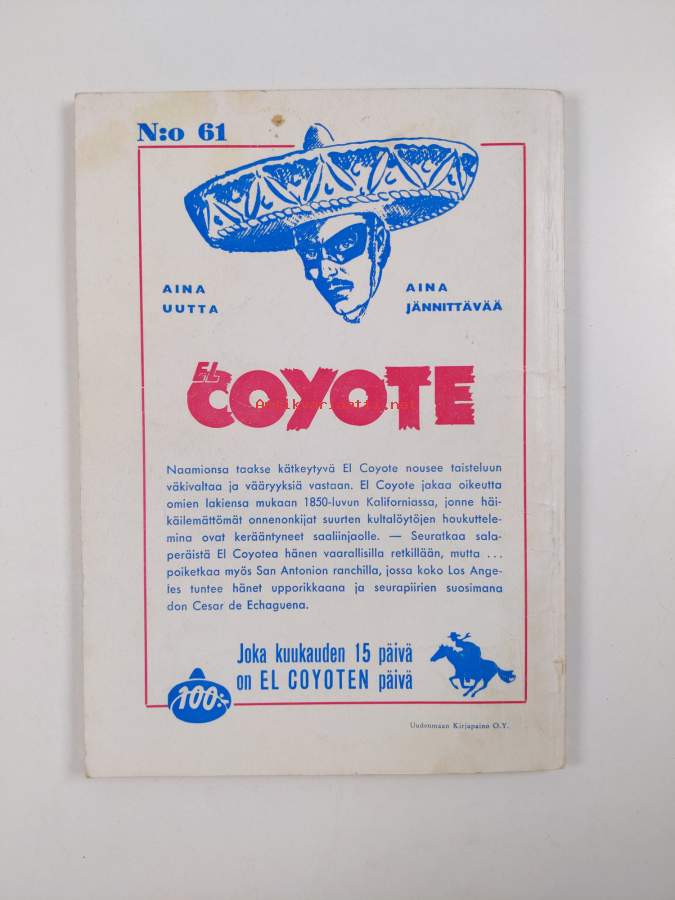 N:o 61
AINA
UUTTA
AINA
JÄNNITTÄVÄÄ
EL
COYOTE
Antikvariaatti.net
Naamionsa taakse kätkeytyvä El Coyote nousee taisteluun
väkivaltaa ja vääryyksiä vastaan. El Coyote jakaa oikeutta
omien lakiensa mukaan 1850-luvun Kaliforniassa, jonne häi-
käilemättömät onnenonkijat suurten kultalöytöjen houkuttele-
mina ovat kerääntyneet saaliinjaolle. — Seuratkaa sala-
peräistä El Coyotea hänen vaarallisilla retkillään, mutta ...
poiketkaa myös San Antonion ranchilla, jossa koko Los Ange-
les tuntee hänet upporikkaana ja seurapiirien suosimana
don Cesar de Echaguena.
Joka kuukauden 15 päivä
on EL COYOTEN päivä
100:-
Uudenmaan Kirjapaino O.Y.